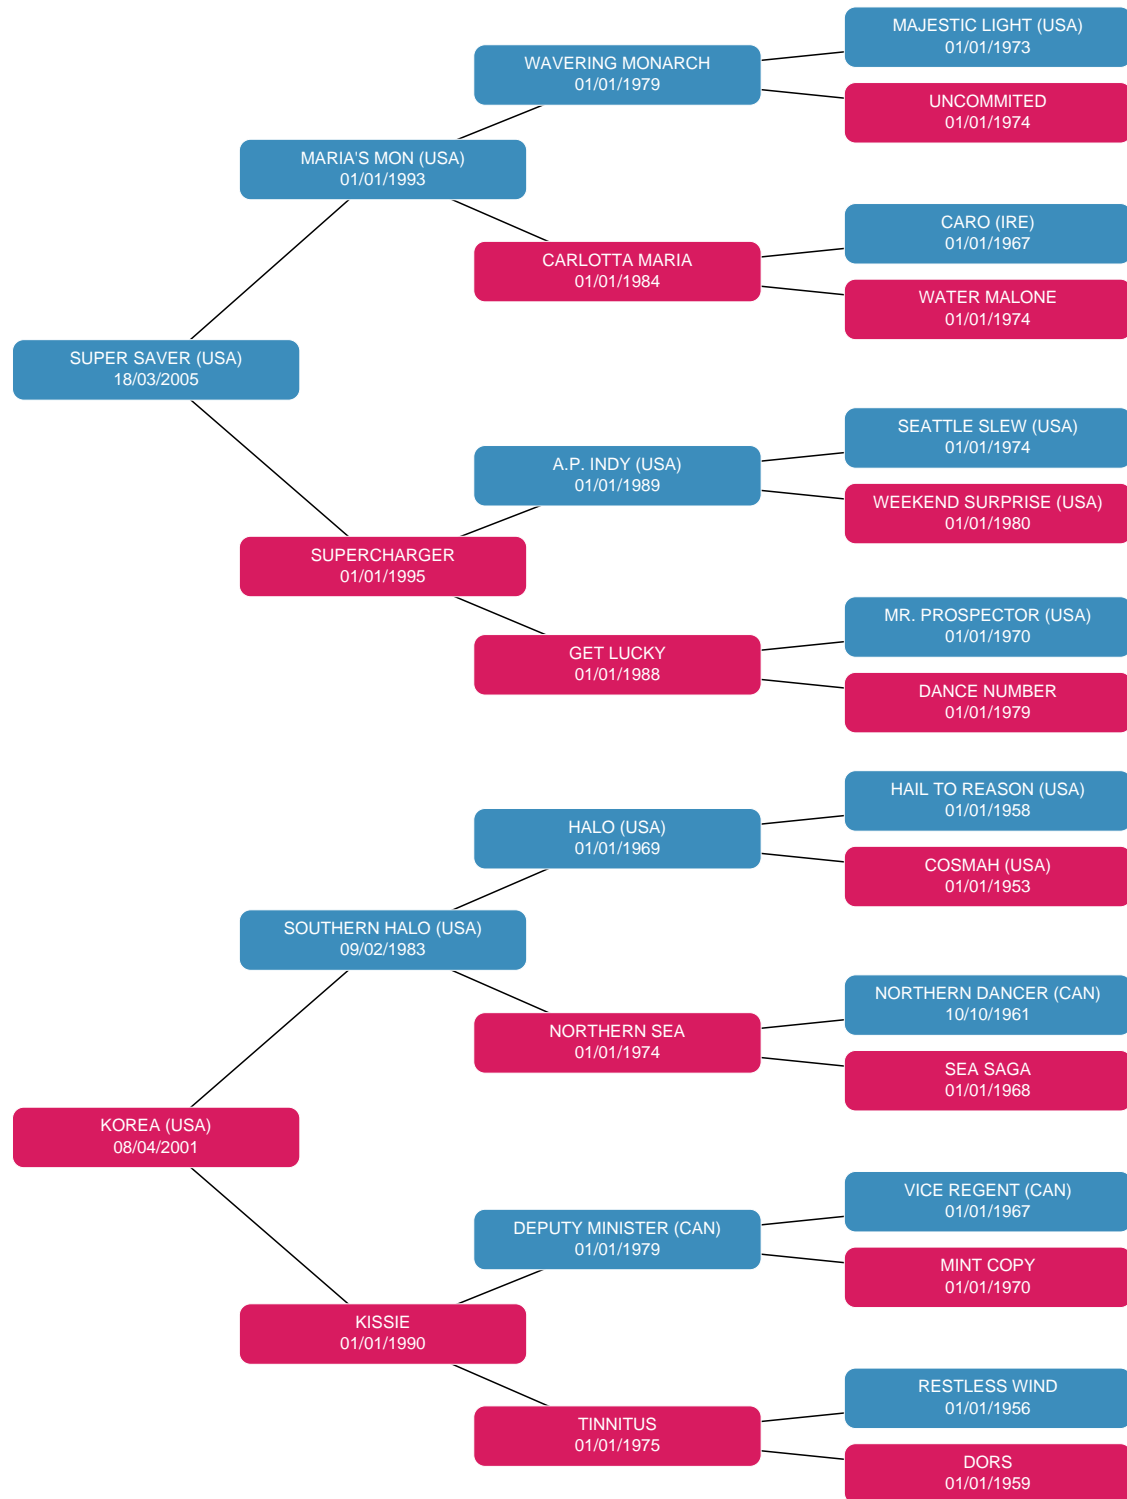 MAJESTIC LIGHT (USA)
01/01/1973
WAVERING MONARCH
01/01/1979
UNCOMMITED
01/01/1974
MARIA'S MON (USA)
01/01/1993
CARO (IRE)
01/01/1967
CARLOTTA MARIA
01/01/1984
WATER MALONE
01/01/1974
SUPER SAVER (USA)
18/03/2005
SEATTLE SLEW (USA)
01/01/1974
A.P. INDY (USA)
01/01/1989
WEEKEND SURPRISE (USA)
01/01/1980
SUPERCHARGER
01/01/1995
MR. PROSPECTOR (USA)
01/01/1970
GET LUCKY
01/01/1988
DANCE NUMBER
01/01/1979
HAIL TO REASON (USA)
01/01/1958
HALO (USA)
01/01/1969
COSMAH (USA)
01/01/1953
SOUTHERN HALO (USA)
09/02/1983
NORTHERN DANCER (CAN)
10/10/1961
NORTHERN SEA
01/01/1974
SEA SAGA
01/01/1968
KOREA (USA)
08/04/2001
VICE REGENT (CAN)
01/01/1967
DEPUTY MINISTER (CAN)
01/01/1979
MINT COPY
01/01/1970
KISSIE
01/01/1990
RESTLESS WIND
01/01/1956
TINNITUS
01/01/1975
DORS
01/01/1959